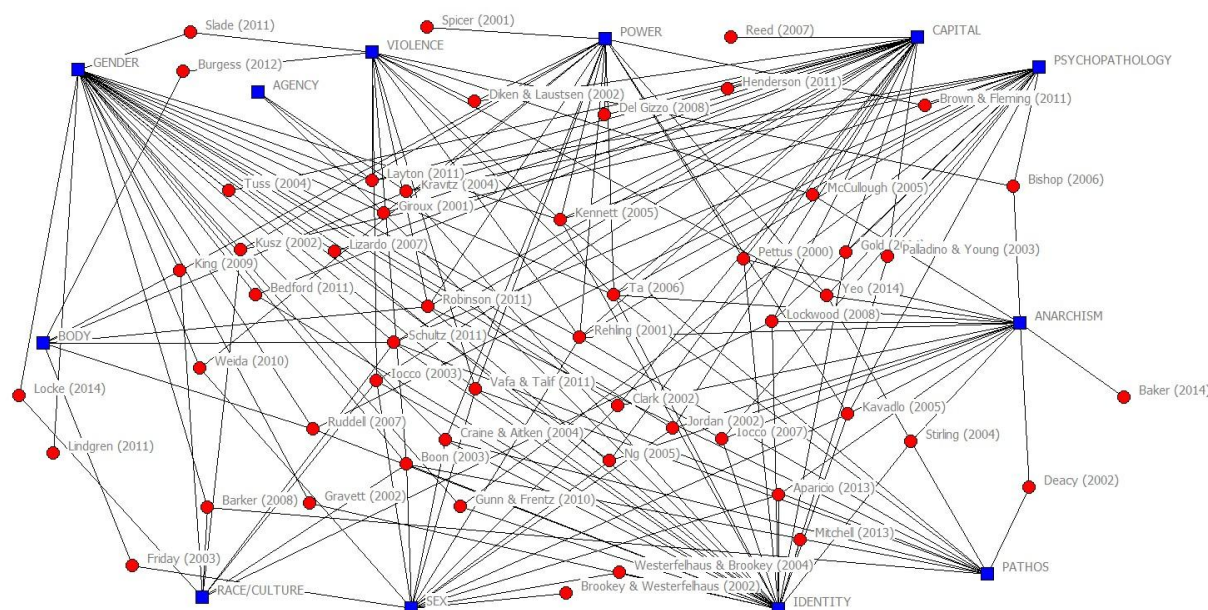 Slade (2011)
Spicer (2001)
VIOLENCE
POWER
Reed (2007)
CAPITAL
GENDER
Burgess (2012)
AGENCY
PSYCHOPATHOLOGY
Henderson (2011)
Diken & Laustsen (2002)
Del Gizzo (2008)
Brown & Fleming (2011)
Layton (2011)
Tuss (2004)
Kravitz (2004)
McCullough (2005)
Bishop (2006)
Giroux (2001)
Kennett (2005)
Kusz (2002)
Lizardo (2007)
Pettus (2000)
Gold
Palladino & Young (2003)
King (2009)
Bedford (2011)
Robinson (2011)
Ta (2006)
Yeo (2014)
Lockwood (2008)
ANARCHISM
BODY
Schultz (2011)
Rehling (2001)
Weida (2010)
Iocco (2003)
Vafa & Talif (2011)
Locke (2014)
Clark (2002)
Baker (2014)
Ruddell (2007)
Jordan (2002)
Kavadlo (2005)
Craine & Aitken (2004)
Iocco (2007)
Stirling (2004)
Lindgren (2011)
Boon (2003)
Ng (2005)
Barker (2008)
Gravett (2002)
Gunn & Frentz (2010)
Aparicio (2013)
Deacy (2002)
Mitchell (2013)
Friday (2003)
Westerfelhaus & Brookey (2004)
PATHOS
RACE/CULTURE
Brookey & Westerfelhaus (2002)
SEX
IDENTITY